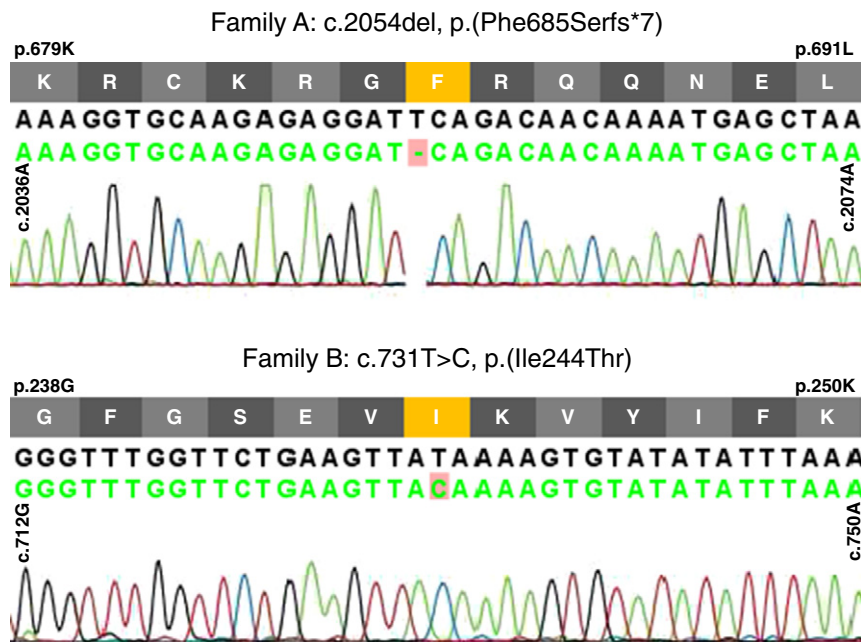 Family A: c.2054del, p.(Phe685Serfs*7)
p.679K p.691L
K R C K R G F R Q Q N E L
AAAGGTGCAAGAGAGGATTCAGACAACAAAATGAGCTAA
AAAGGTGCAAGAGAGGAT-CAGACAACAAAATGAGCTAA
c.2036A c.2074A
Family B: c.731T>C, p.(Ile244Thr)
p.238G p.250K
G F G S E V I K V Y I F K
GGGTTTGGTTCTGAAGTTATAAAAGTGTATATATTTAAA
GGGTTTGGTTCTGAAGTTACAAAAGTGTATATATTTAAA
c.712G c.750A